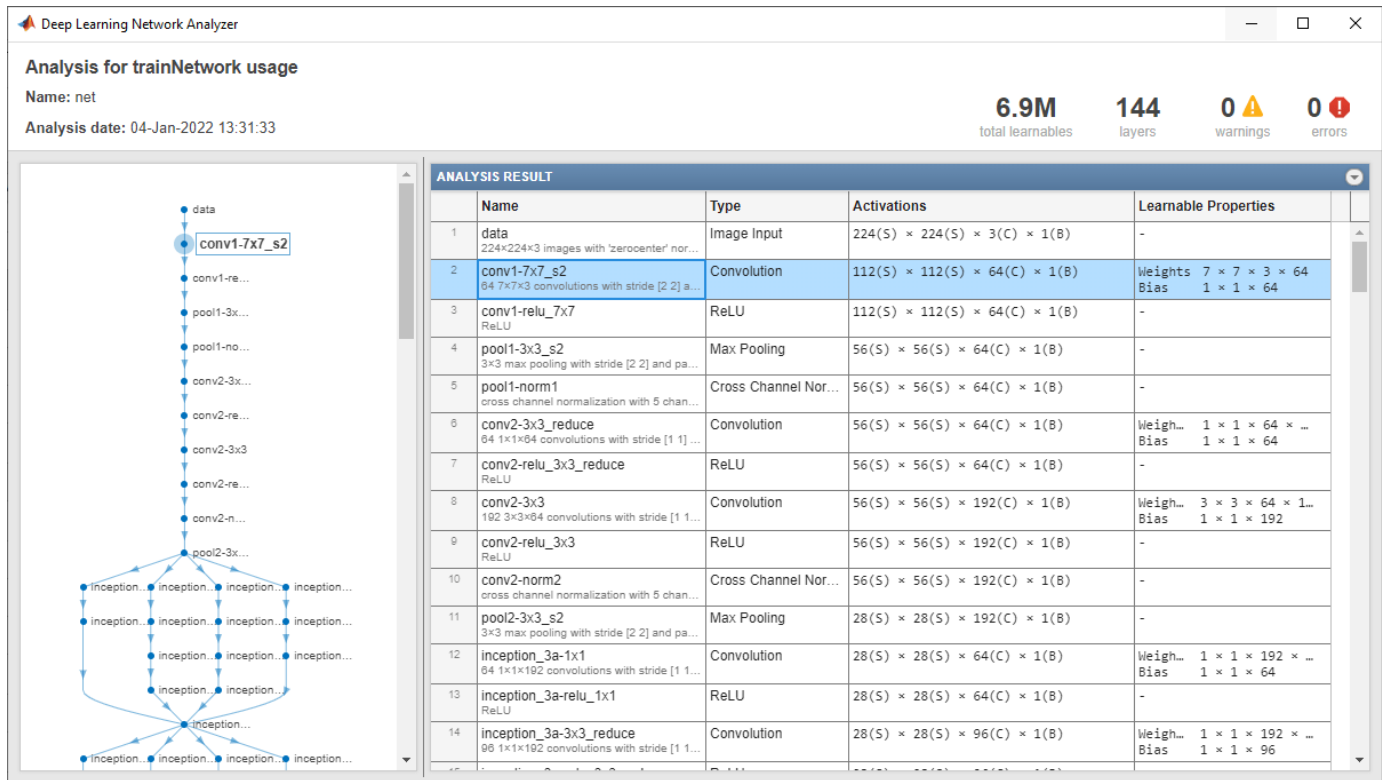 Deep Learning Network Analyzer
Analysis for trainNetwork usage
Name: net
Analysis date: 04-Jan-2022 13:31:33
6.9M 144 0 0
total learnables layers warnings errors
data
conv1-7x7_s2
conv1-re...
pool1-3x...
pool1-no...
conv2-3x...
conv2-re...
conv2-3x3
conv2-re...
conv2-n...
pool2-3x...
inception... inception... inception... inception...
inception... inception... inception... inception...
inception... inception... inception...
inception... inception...
inception...
inception... inception... inception... inception...
ANALYSIS RESULT
Name Type Activations Learnable Properties
1 data Image Input 224(S) × 224(S) × 3(C) × 1(B) -
224×224×3 images with 'zerocenter' nor...
2 conv1-7x7_s2 Convolution 112(S) × 112(S) × 64(C) × 1(B) Weights 7 × 7 × 3 × 64
64 7×7×3 convolutions with stride [2 2] a... Bias 1 × 1 × 64
3 conv1-relu_7x7 ReLU 112(S) × 112(S) × 64(C) × 1(B) -
ReLU
4 pool1-3x3_s2 Max Pooling 56(S) × 56(S) × 64(C) × 1(B) -
3×3 max pooling with stride [2 2] and pa...
5 pool1-norm1 Cross Channel Nor... 56(S) × 56(S) × 64(C) × 1(B) -
cross channel normalization with 5 chan...
6 conv2-3x3_reduce Convolution 56(S) × 56(S) × 64(C) × 1(B) Weigh… 1 × 1 × 64 × …
64 1×1×64 convolutions with stride [1 1] ... Bias 1 × 1 × 64
7 conv2-relu_3x3_reduce ReLU 56(S) × 56(S) × 64(C) × 1(B) -
ReLU
8 conv2-3x3 Convolution 56(S) × 56(S) × 192(C) × 1(B) Weigh… 3 × 3 × 64 × 1…
192 3×3×64 convolutions with stride [1 1... Bias 1 × 1 × 192
9 conv2-relu_3x3 ReLU 56(S) × 56(S) × 192(C) × 1(B) -
ReLU
10 conv2-norm2 Cross Channel Nor... 56(S) × 56(S) × 192(C) × 1(B) -
cross channel normalization with 5 chan...
11 pool2-3x3_s2 Max Pooling 28(S) × 28(S) × 192(C) × 1(B) -
3×3 max pooling with stride [2 2] and pa...
12 inception_3a-1x1 Convolution 28(S) × 28(S) × 64(C) × 1(B) Weigh… 1 × 1 × 192 × …
64 1×1×192 convolutions with stride [1 1... Bias 1 × 1 × 64
13 inception_3a-relu_1x1 ReLU 28(S) × 28(S) × 64(C) × 1(B) -
ReLU
14 inception_3a-3x3_reduce Convolution 28(S) × 28(S) × 96(C) × 1(B) Weigh… 1 × 1 × 192 × …
96 1×1×192 convolutions with stride [1 1... Bias 1 × 1 × 96